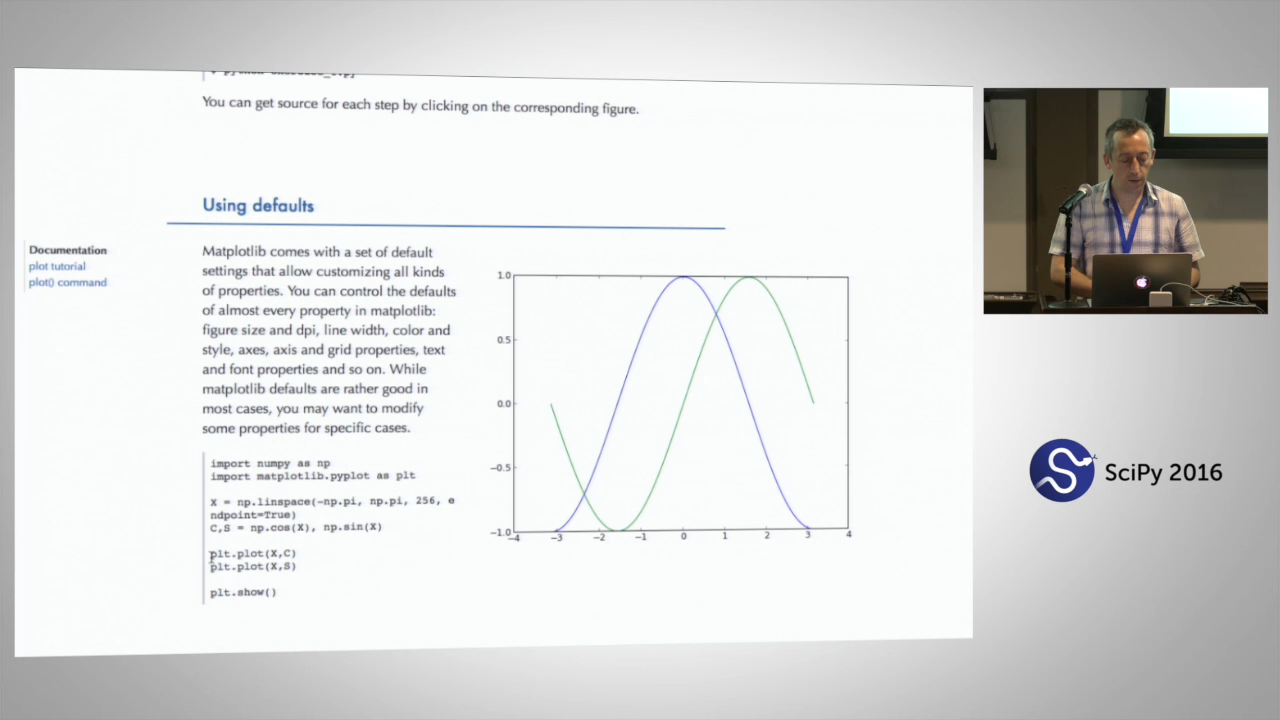 You can get source for each step by clicking on the corresponding figure.
Using defaults
Documentation
plot tutorial
plot() command
Matplotlib comes with a set of default
settings that allow customizing all kinds
of properties. You can control the defaults
of almost every property in matplotlib:
figure size and dpi, line width, color and
style, axes, axis and grid properties, text
and font properties and so on. While
matplotlib defaults are rather good in
most cases, you may want to modify
some properties for specific cases.
import numpy as np
import matplotlib.pyplot as plt
X = np.linspace(-np.pi, np.pi, 256, e
ndpoint=True)
C,S = np.cos(X), np.sin(X)
plt.plot(X,C)
plt.plot(X,S)
plt.show()
1.0
0.5
0.0
−0.5
−1.0
−4 −3 −2 −1 0 1 2 3 4
SciPy 2016